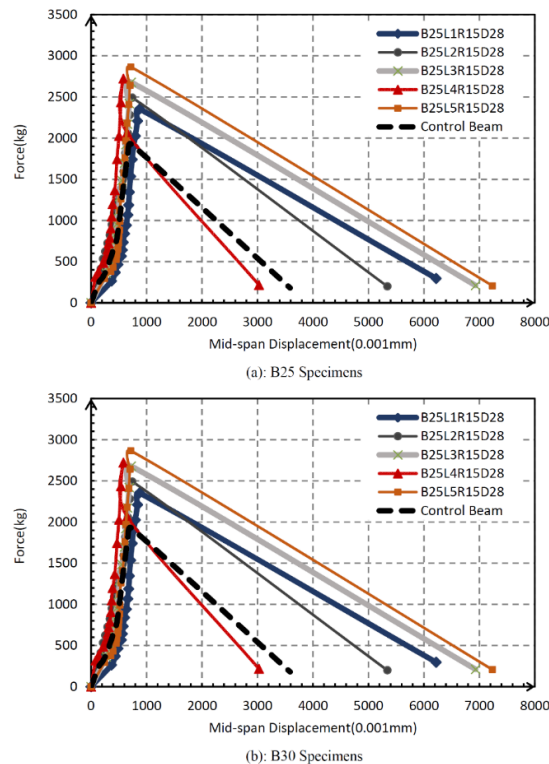 3500
3000
2500
2000
1500
1000
500
0
Force(kg)
B25L1R15D28
B25L2R15D28
B25L3R15D28
B25L4R15D28
B25L5R15D28
Control Beam
0 1000 2000 3000 4000 5000 6000 7000 8000
Mid-span Displacement(0.001mm)
(a): B25 Specimens
3500
3000
2500
2000
1500
1000
500
0
Force(kg)
B25L1R15D28
B25L2R15D28
B25L3R15D28
B25L4R15D28
B25L5R15D28
Control Beam
0 1000 2000 3000 4000 5000 6000 7000 8000
Mid-span Displacement(0.001mm)
(b): B30 Specimens